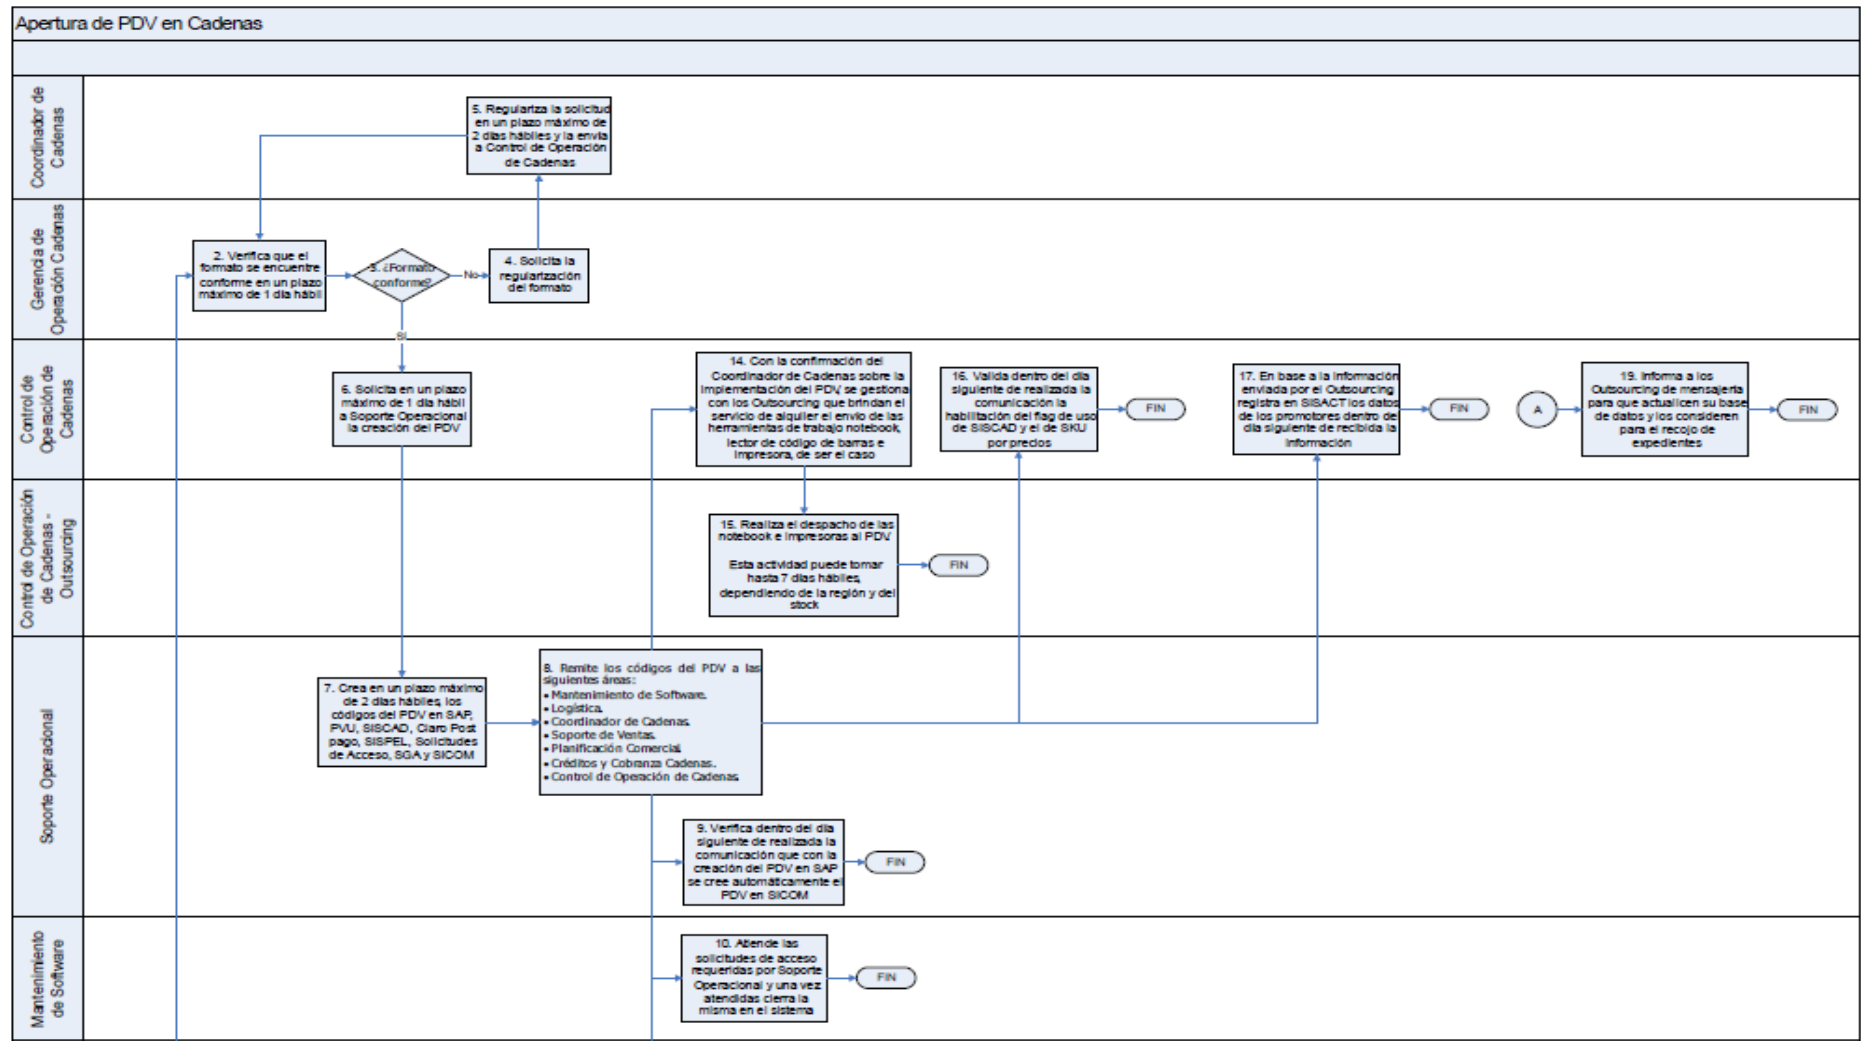 Apertura de PDV en Cadenas
Coordinador de
Cadenas
5. Regulariza la solicitud
en un plazo máximo de
2 días hábiles y la envía
a Control de Operación
de Cadenas
Gerencia de
Operación Cadenas
2. Verifica que el
formato se encuentre
conforme en un plazo
máximo de 1 día hábil
3. ¿Formato
conforme?
No
4. Solicita la
regularización
del formato
Sí
Control de
Operación de
Cadenas
6. Solicita en un plazo
máximo de 1 día hábil
a Soporte Operacional
la creación del PDV
14. Con la confirmación del
Coordinador de Cadenas sobre la
implementación del PDV, se gestiona
con los Outsourcing que brindan el
servicio de alquiler el envío de las
herramientas de trabajo notebook,
lector de código de barras e
impresora, de ser el caso
16. Valida dentro del día
siguiente de realizada la
comunicación la
habilitación del flag de uso
de SISCAD y el de SKU
por precios
FIN
17. En base a la información
enviada por el Outsourcing
registra en SISACT los datos
de los promotores dentro del
día siguiente de recibida la
información
FIN
A
19. Informa a los
Outsourcing de mensajería
para que actualicen su base
de datos y los consideren
para el recojo de
expedientes
FIN
Control de Operación
de Cadenas -
Outsourcing
15. Realiza el despacho de las
notebook e impresoras al PDV
Esta actividad puede tomar
hasta 7 días hábiles,
dependiendo de la región y del
stock
FIN
Soporte Operacional
7. Crea en un plazo máximo
de 2 días hábiles, los
códigos del PDV en SAP,
PVU, SISCAD, Claro Post
pago, SISPEL, Solicitudes
de Acceso, SGA y SICOM
8. Remite los códigos del PDV a las
siguientes áreas:
• Mantenimiento de Software.
• Logística.
• Coordinador de Cadenas.
• Soporte de Ventas.
• Planificación Comercial.
• Créditos y Cobranza Cadenas.
• Control de Operación de Cadenas.
9. Verifica dentro del día
siguiente de realizada la
comunicación que con la
creación del PDV en SAP
se cree automáticamente el
PDV en SICOM
FIN
Mantenimiento
de Software
10. Atiende las
solicitudes de acceso
requeridas por Soporte
Operacional y una vez
atendidas cierra la
misma en el sistema
FIN